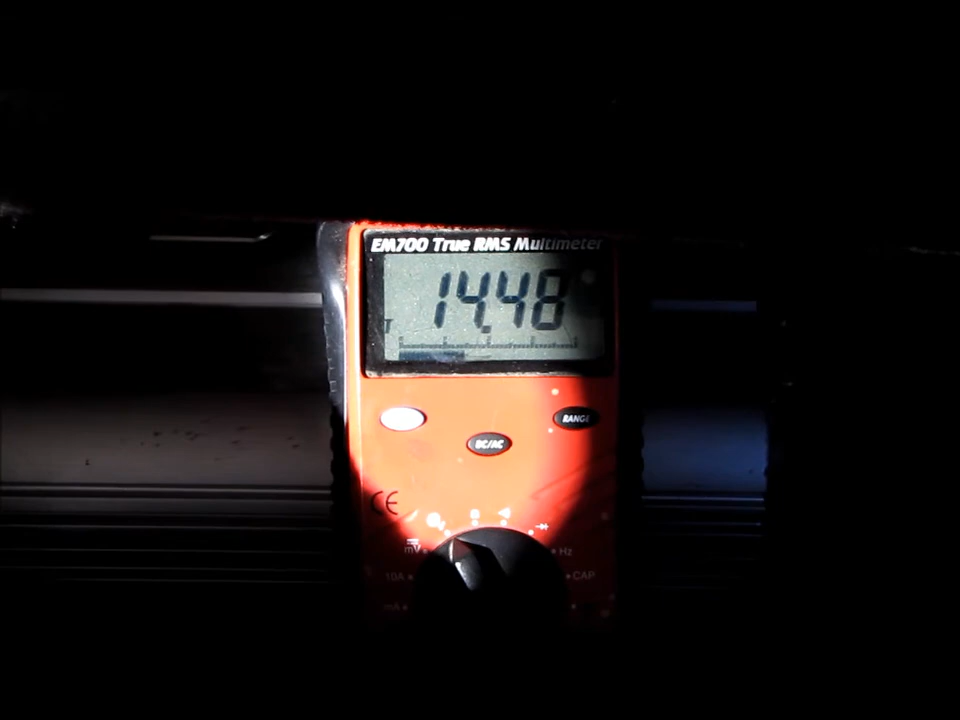 EM700 True RMS Multimeter
14.48
RANGE
DC/AC
CE
mV
Hz
10A
CAP
mA